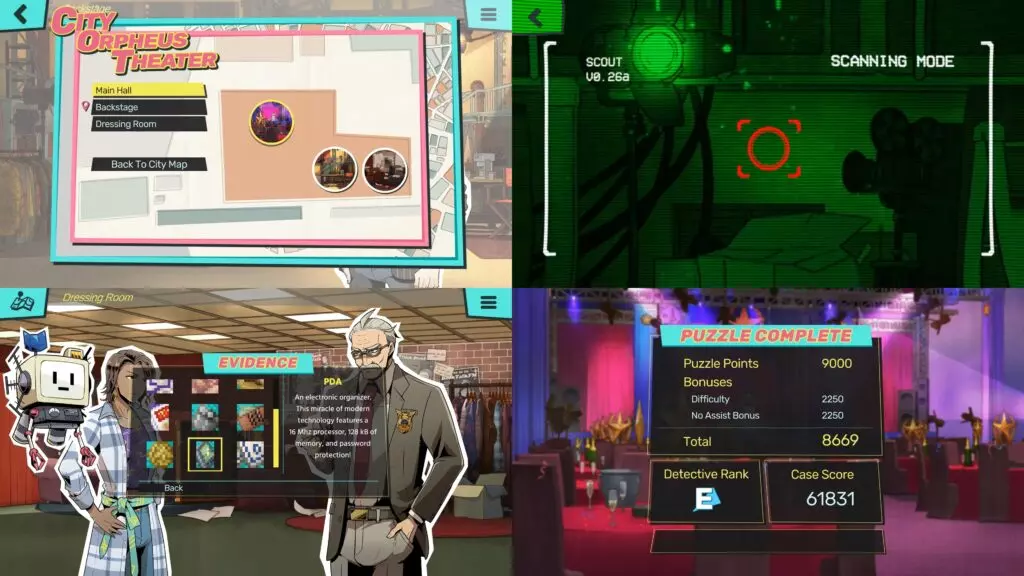 Backstage
CITY
ORPHEUS
THEATER
Main Hall
Backstage
Dressing Room
Back To City Map
SCOUT
V0.26a
SCANNING MODE
Dressing Room
EVIDENCE
PDA
An electronic organizer.
This miracle of modern
technology features a
16 Mhz processor, 128 kB of
memory, and password
protection!
Back
PUZZLE COMPLETE
Puzzle Points 9000
Bonuses
Difficulty 2250
No Assist Bonus 2250
Total 8669
Detective Rank
E
Case Score
61831